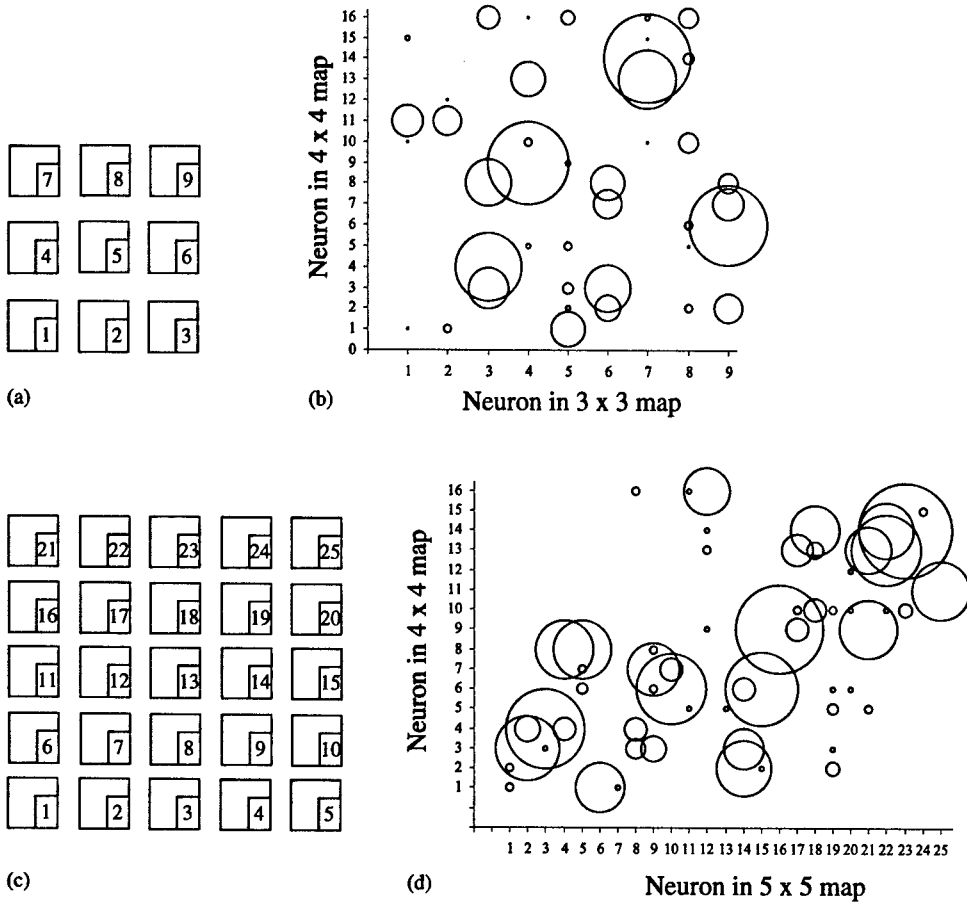 7 8 9
4 5 6
1 2 3
(a)
Neuron in 4 x 4 map
16
15
14
13
12
11
10
9
8
7
6
5
4
3
2
1
0
1 2 3 4 5 6 7 8 9
Neuron in 3 x 3 map
(b)
21 22 23 24 25
16 17 18 19 20
11 12 13 14 15
6 7 8 9 10
1 2 3 4 5
(c)
Neuron in 4 x 4 map
16
14
13
11
10
9
8
7
6
5
4
3
2
1
1 2 3 4 5 6 7 8 9 10 11 12 13 14 15 16 17 18 19 20 21 22 23 24 25
Neuron in 5 x 5 map
(d)